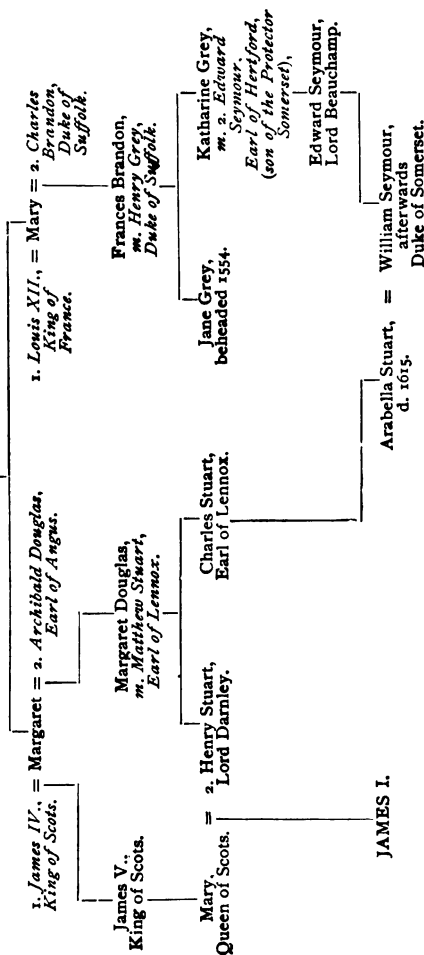 1. James IV., = Margaret = 2. Archibald Douglas,
King of Scots.
Earl of Angus.
1. Louis XII., = Mary = 2. Charles
King of
France.
Brandon,
Duke of
Suffolk.
James V.,
King of Scots.
Margaret Douglas,
m. Matthew Stuart,
Earl of Lennox.
Frances Brandon,
m. Henry Grey,
Duke of Suffolk.
Mary,
Queen of Scots.
= 2. Henry Stuart,
Lord Darnley.
Charles Stuart,
Earl of Lennox.
Jane Grey,
beheaded 1554.
Katharine Grey,
m. 2. Edward
Seymour,
Earl of Hertford,
(son of the Protector
Somerset),
Edward Seymour,
Lord Beauchamp.
JAMES I.
Arabella Stuart,
d. 1615.
= William Seymour,
afterwards
Duke of Somerset.